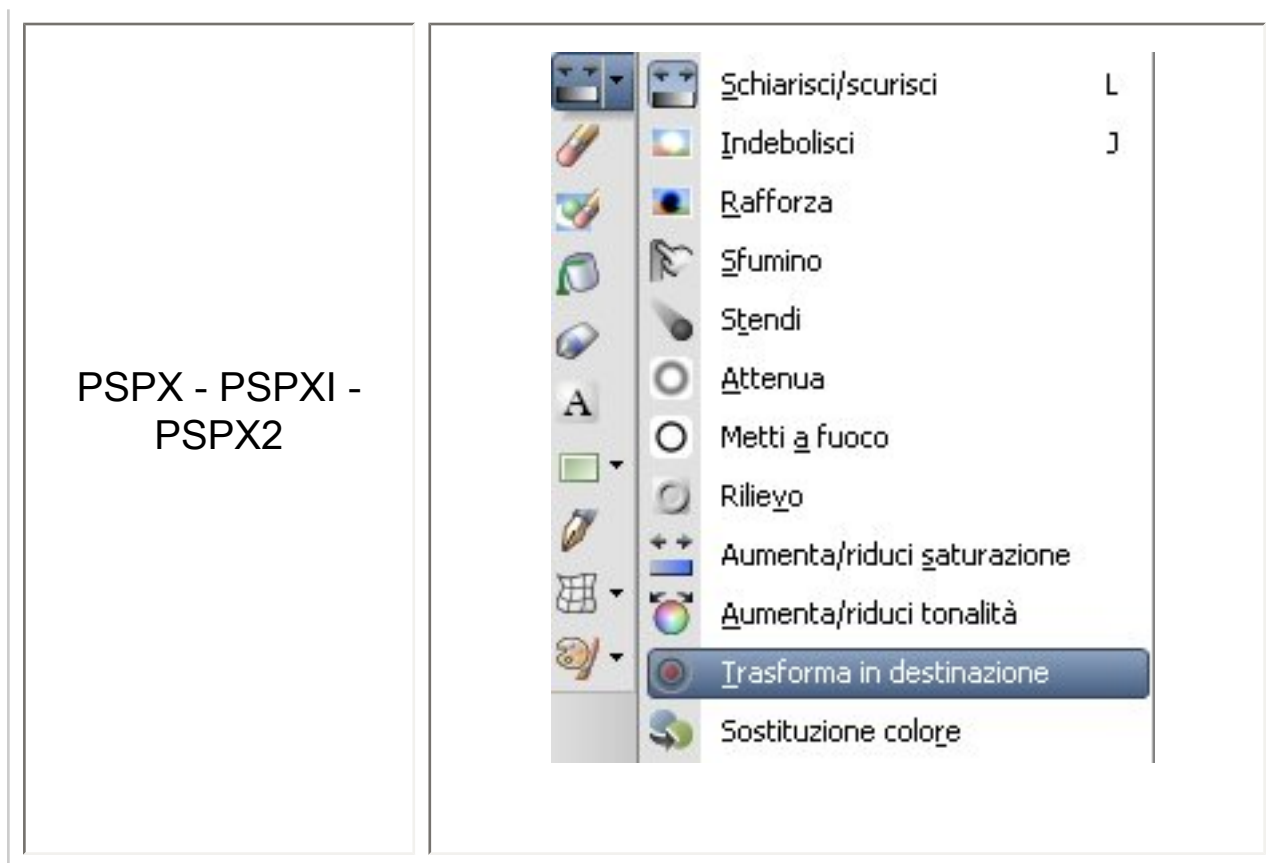 PSPX - PSPXI -
PSPX2
Schiarisci/scurisci L
Indebolisci J
Rafforza
Sfumino
Stendi
Attenua
Metti a fuoco
Rilievo
Aumenta/riduci saturazione
Aumenta/riduci tonalità
Trasforma in destinazione
Sostituzione colore
A